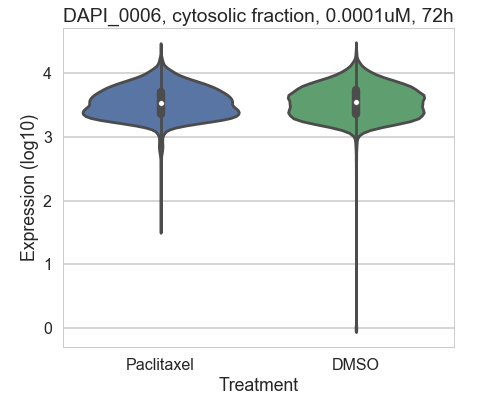 DAPI_0006, cytosolic fraction, 0.0001uM, 72h
Expression (log10)
4
3
2
1
0
Paclitaxel DMSO
Treatment